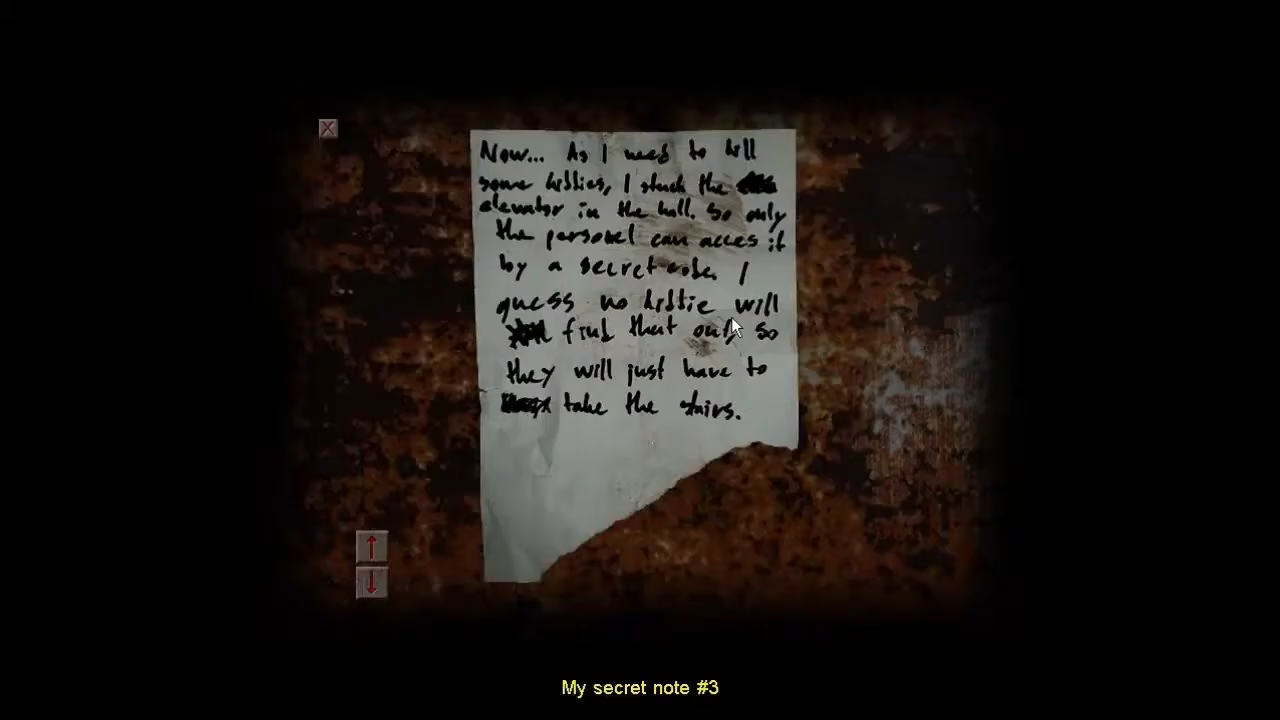 Now... As I need to kill
some kiddies, I stuck the
elevator in the hall. So only
the personel can acces it
by a secret code. I
guess no kiddie will
find that out, so
they will just have to
take the stairs.
My secret note #3